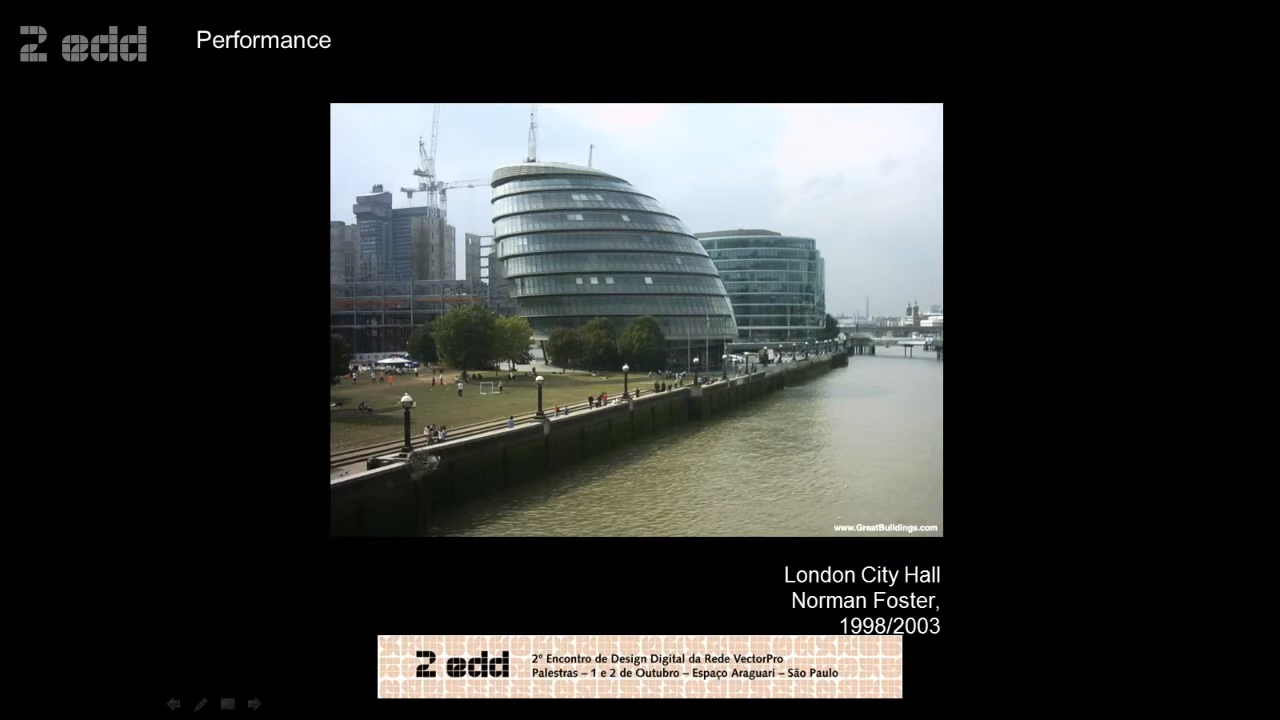 2 edd
Performance
www.GreatBuildings.com
London City Hall
Norman Foster,
1998/2003
2 edd
2º Encontro de Design Digital da Rede VectorPro
Palestras – 1 e 2 de Outubro – Espaço Araguari – São Paulo